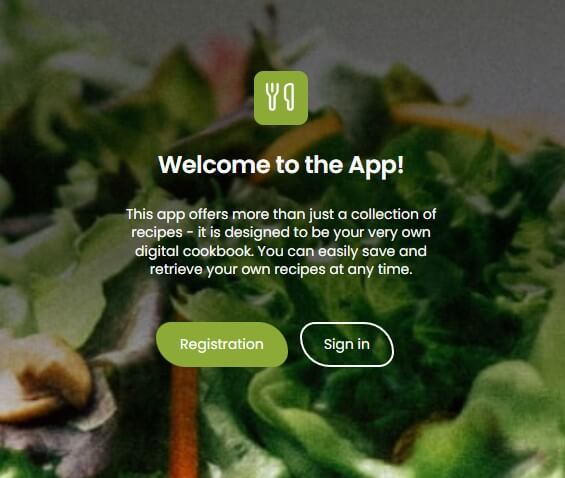 Welcome to the App!
This app offers more than just a collection of
recipes - it is designed to be your very own
digital cookbook. You can easily save and
retrieve your own recipes at any time.
Registration
Sign in